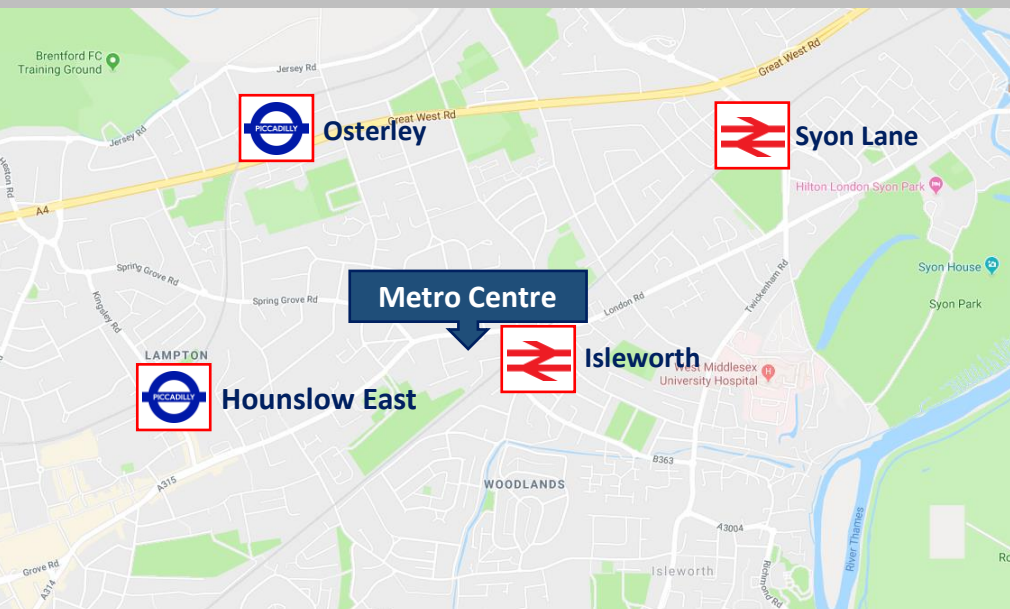 Brentford FC
Training Ground
Jersey Rd
Great West Rd
PICCADILLY
Osterley
Great West Rd
Syon Lane
Jersey Rd
Heston Rd
A4
Hilton London Syon Park
Spring Grove Rd
Kingsley Rd
Spring Grove Rd
Metro Centre
London Rd
Twickenham Rd
Syon House
Syon Park
LAMPTON
Isleworth
West Middlesex
University Hospital
H
PICCADILLY
Hounslow East
B363
A315
WOODLANDS
A3004
River Thames
Isleworth
Richmond Rd
Grove Rd
A314